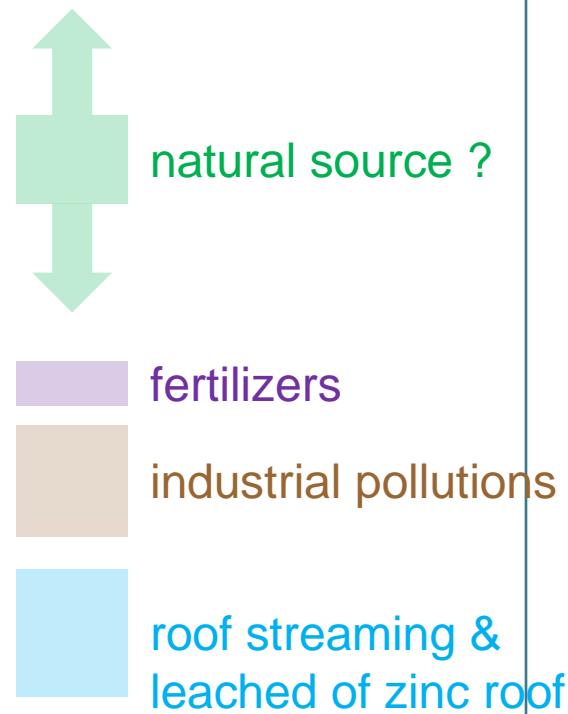 natural source ?
fertilizers
industrial pollutions
roof streaming &
leached of zinc roof